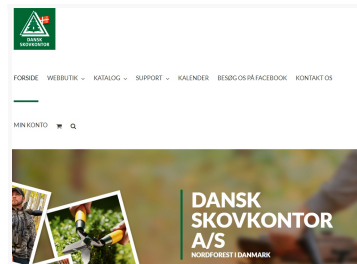 DANSK
SKOVKONTOR
FORSIDE WEBBUTIK KATALOG SUPPORT KALENDER BESØG OS PÅ FACEBOOK KONTAKT OS
MIN KONTO
DANSK
SKOVKONTOR
A/S
NORDFOREST I DANMARK